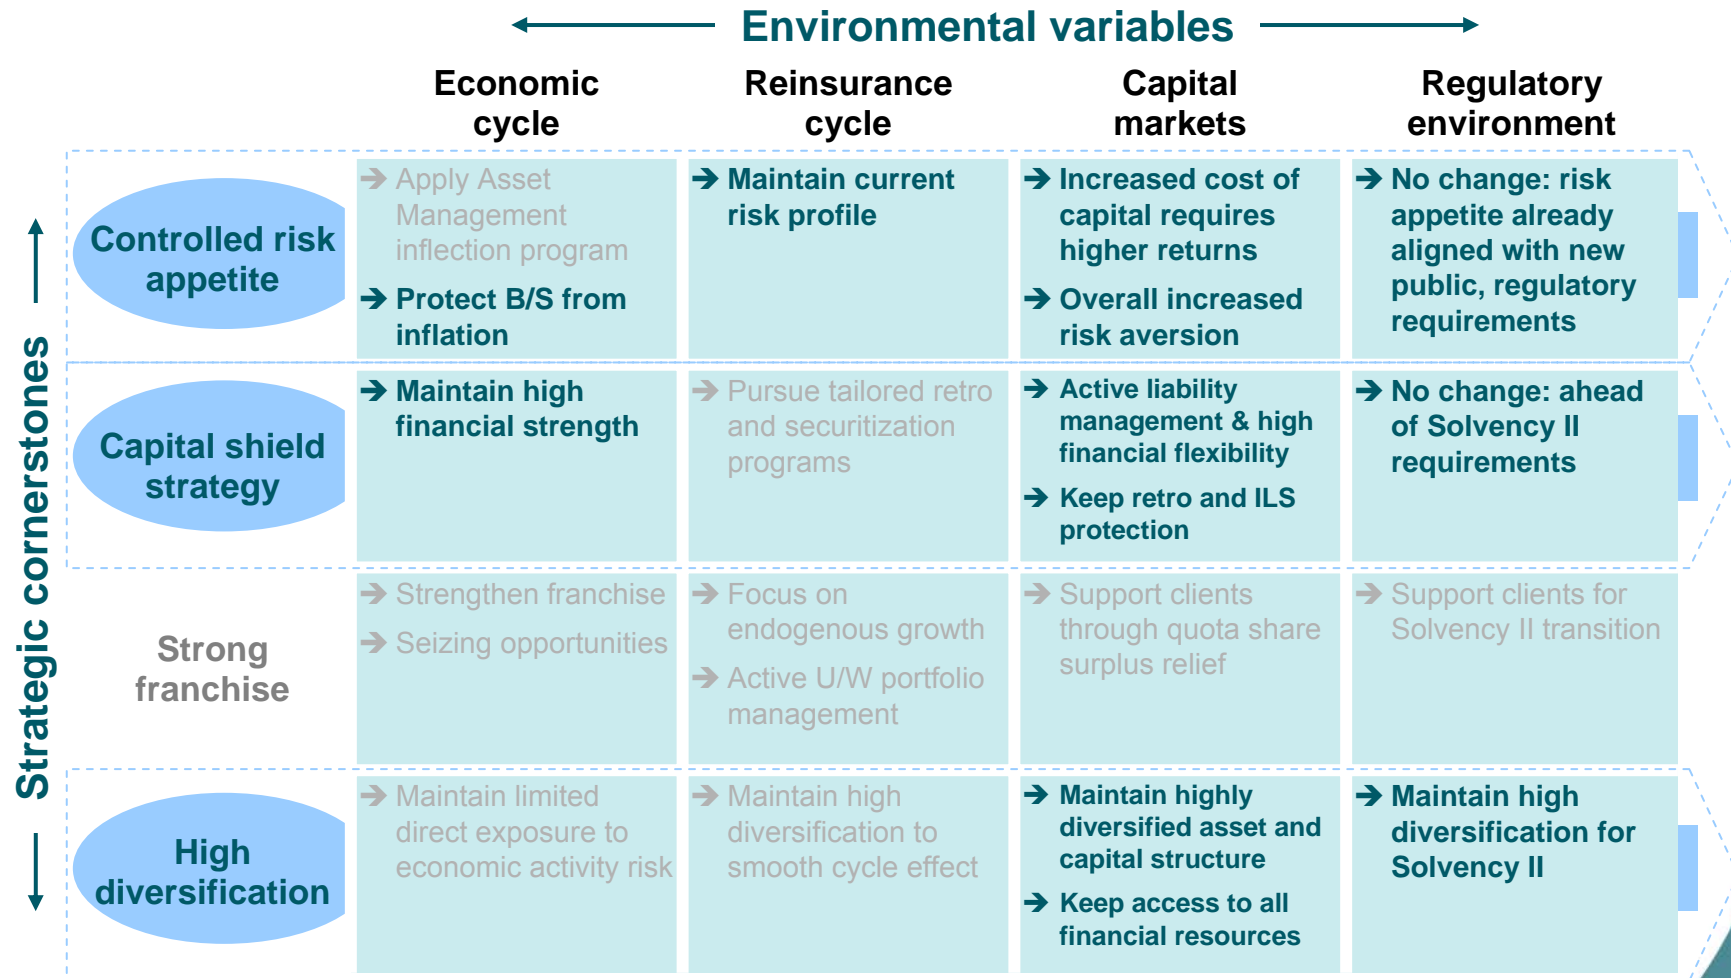 Environmental variables
Economic
cycle
Reinsurance
cycle
Capital
markets
Regulatory
environment
Strategic cornerstones
Controlled risk
appetite
➔ Apply Asset
Management
inflection program
➔ Protect B/S from
inflation
➔ Maintain current
risk profile
➔ Increased cost of
capital requires
higher returns
➔ Overall increased
risk aversion
➔ No change: risk
appetite already
aligned with new
public, regulatory
requirements
Capital shield
strategy
➔ Maintain high
financial strength
➔ Pursue tailored retro
and securitization
programs
➔ Active liability
management & high
financial flexibility
➔ Keep retro and ILS
protection
➔ No change: ahead
of Solvency II
requirements
Strong
franchise
➔ Strengthen franchise
➔ Seizing opportunities
➔ Focus on
endogenous growth
➔ Active U/W portfolio
management
➔ Support clients
through quota share
surplus relief
➔ Support clients for
Solvency II transition
High
diversification
➔ Maintain limited
direct exposure to
economic activity risk
➔ Maintain high
diversification to
smooth cycle effect
➔ Maintain highly
diversified asset and
capital structure
➔ Keep access to all
financial resources
➔ Maintain high
diversification for
Solvency II